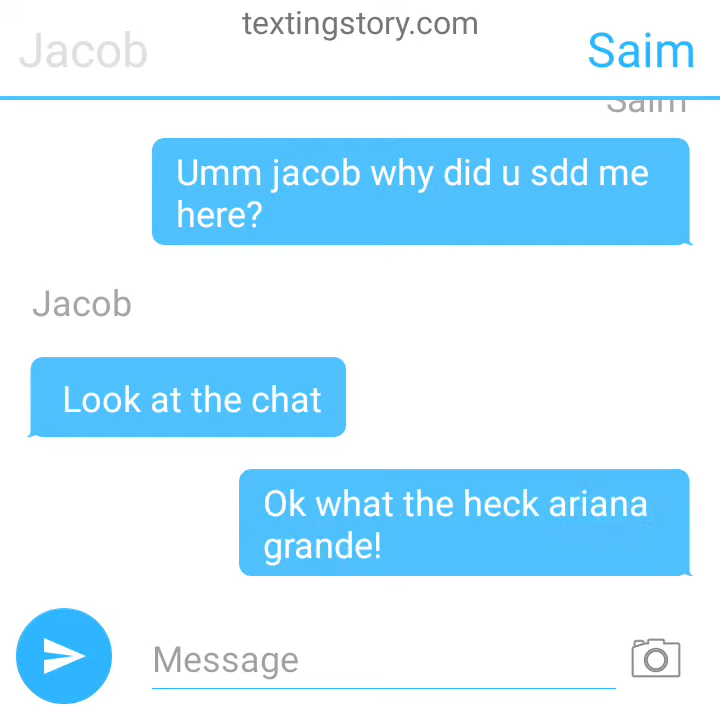 textingstory.com
Jacob
Saim
Saim
Umm jacob why did u sdd me
here?
Jacob
Look at the chat
Ok what the heck ariana
grande!
Message